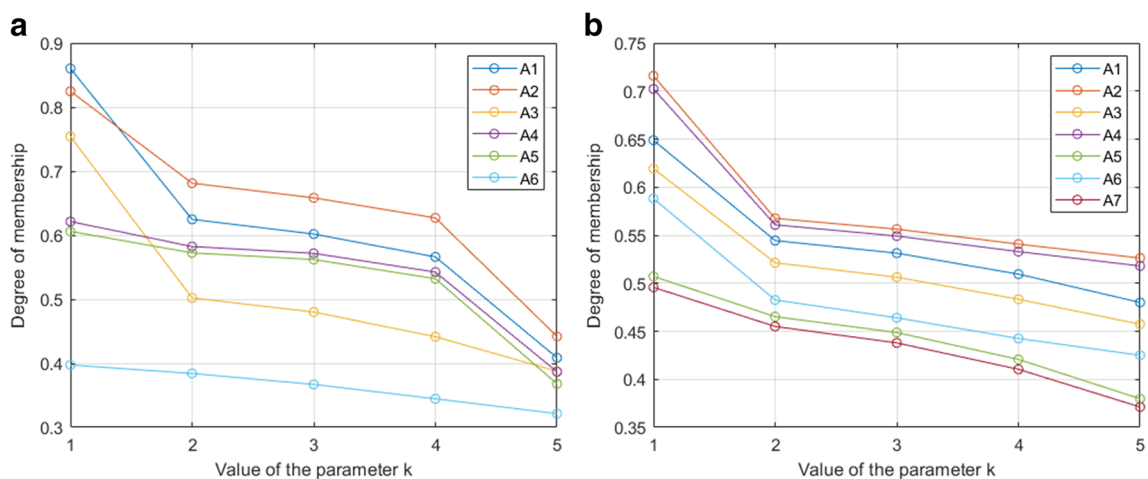 a
0.9
0.8
0.7
0.6
0.5
0.4
0.3
1
2
3
4
5
Degree of membership
Value of the parameter k
A1
A2
A3
A4
A5
A6
b
0.75
0.7
0.65
0.6
0.55
0.5
0.45
0.4
0.35
1
2
3
4
5
Degree of membership
Value of the parameter k
A1
A2
A3
A4
A5
A6
A7